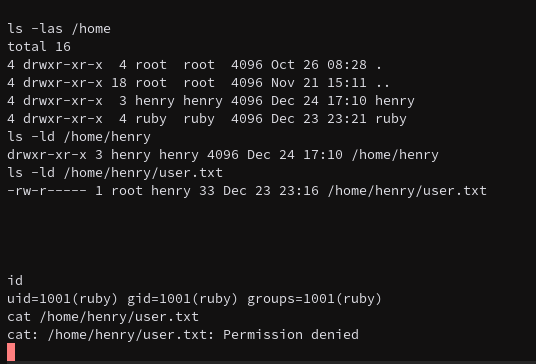 ls -las /home
total 16
4 drwxr-xr-x  4 root  root  4096 Oct 26 08:28 .
4 drwxr-xr-x 18 root  root  4096 Nov 21 15:11 ..
4 drwxr-xr-x  3 henry henry 4096 Dec 24 17:10 henry
4 drwxr-xr-x  4 ruby  ruby  4096 Dec 23 23:21 ruby
ls -ld /home/henry
drwxr-xr-x 3 henry henry 4096 Dec 24 17:10 /home/henry
ls -ld /home/henry/user.txt
-rw-r----- 1 root henry 33 Dec 23 23:16 /home/henry/user.txt
id
uid=1001(ruby) gid=1001(ruby) groups=1001(ruby)
cat /home/henry/user.txt
cat: /home/henry/user.txt: Permission denied